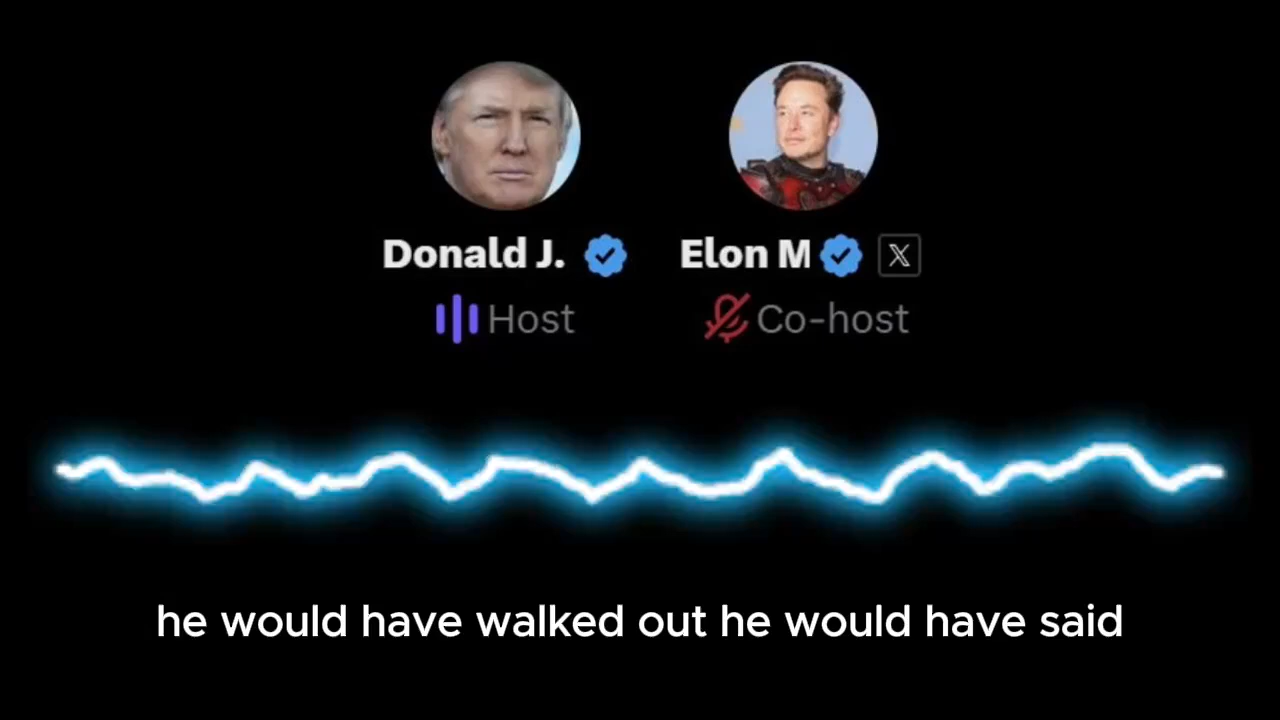 Donald J. Elon M X
Host Co-host
he would have walked out he would have said